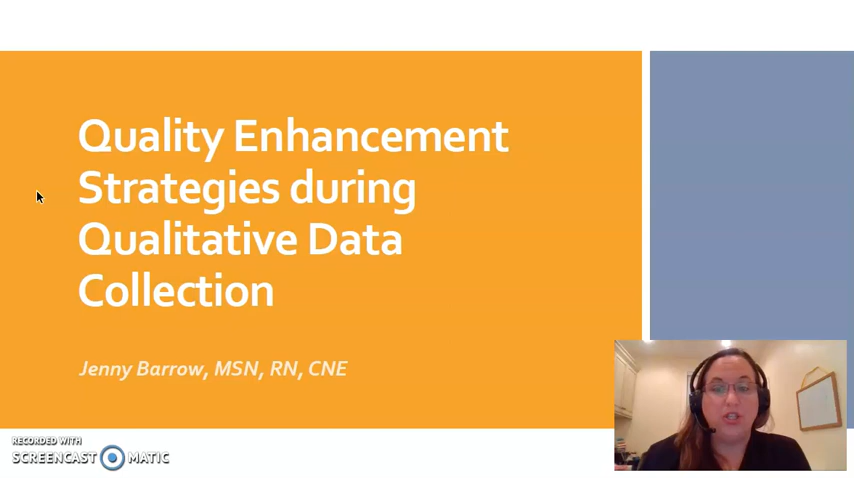 Quality Enhancement
Strategies during
Qualitative Data
Collection
Jenny Barrow, MSN, RN, CNE
RECORDED WITH
SCREENCAST MATIC